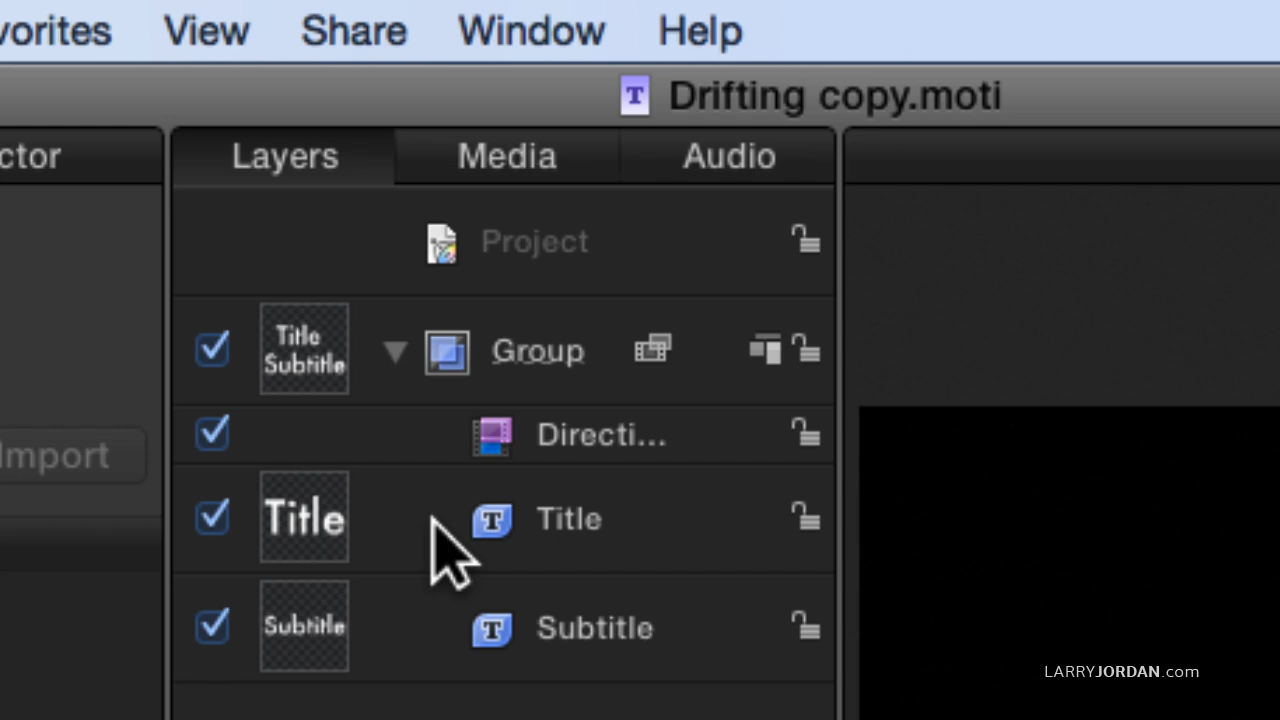 vorites View Share Window Help
T Drifting copy.moti
ctor Layers Media Audio
Project
Title
Subtitle
Group
Directi...
Import
Title T Title
Subtitle T Subtitle
LARRYJORDAN.com